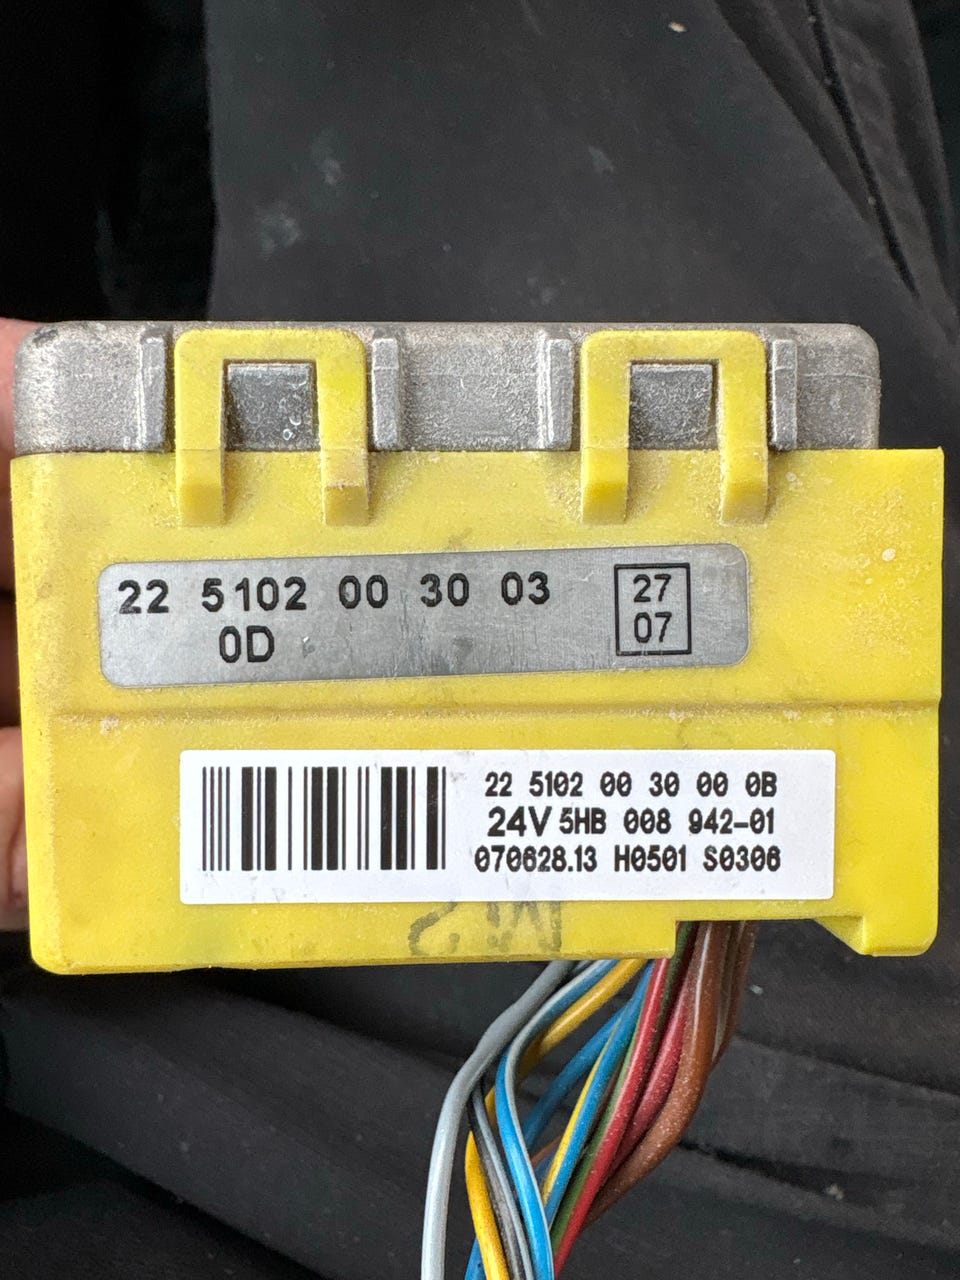 22 5102 00 30 03
0D
27
07
22 5102 00 30 00 0B
24V 5HB 008 942-01
070628.13 H0501 S0306